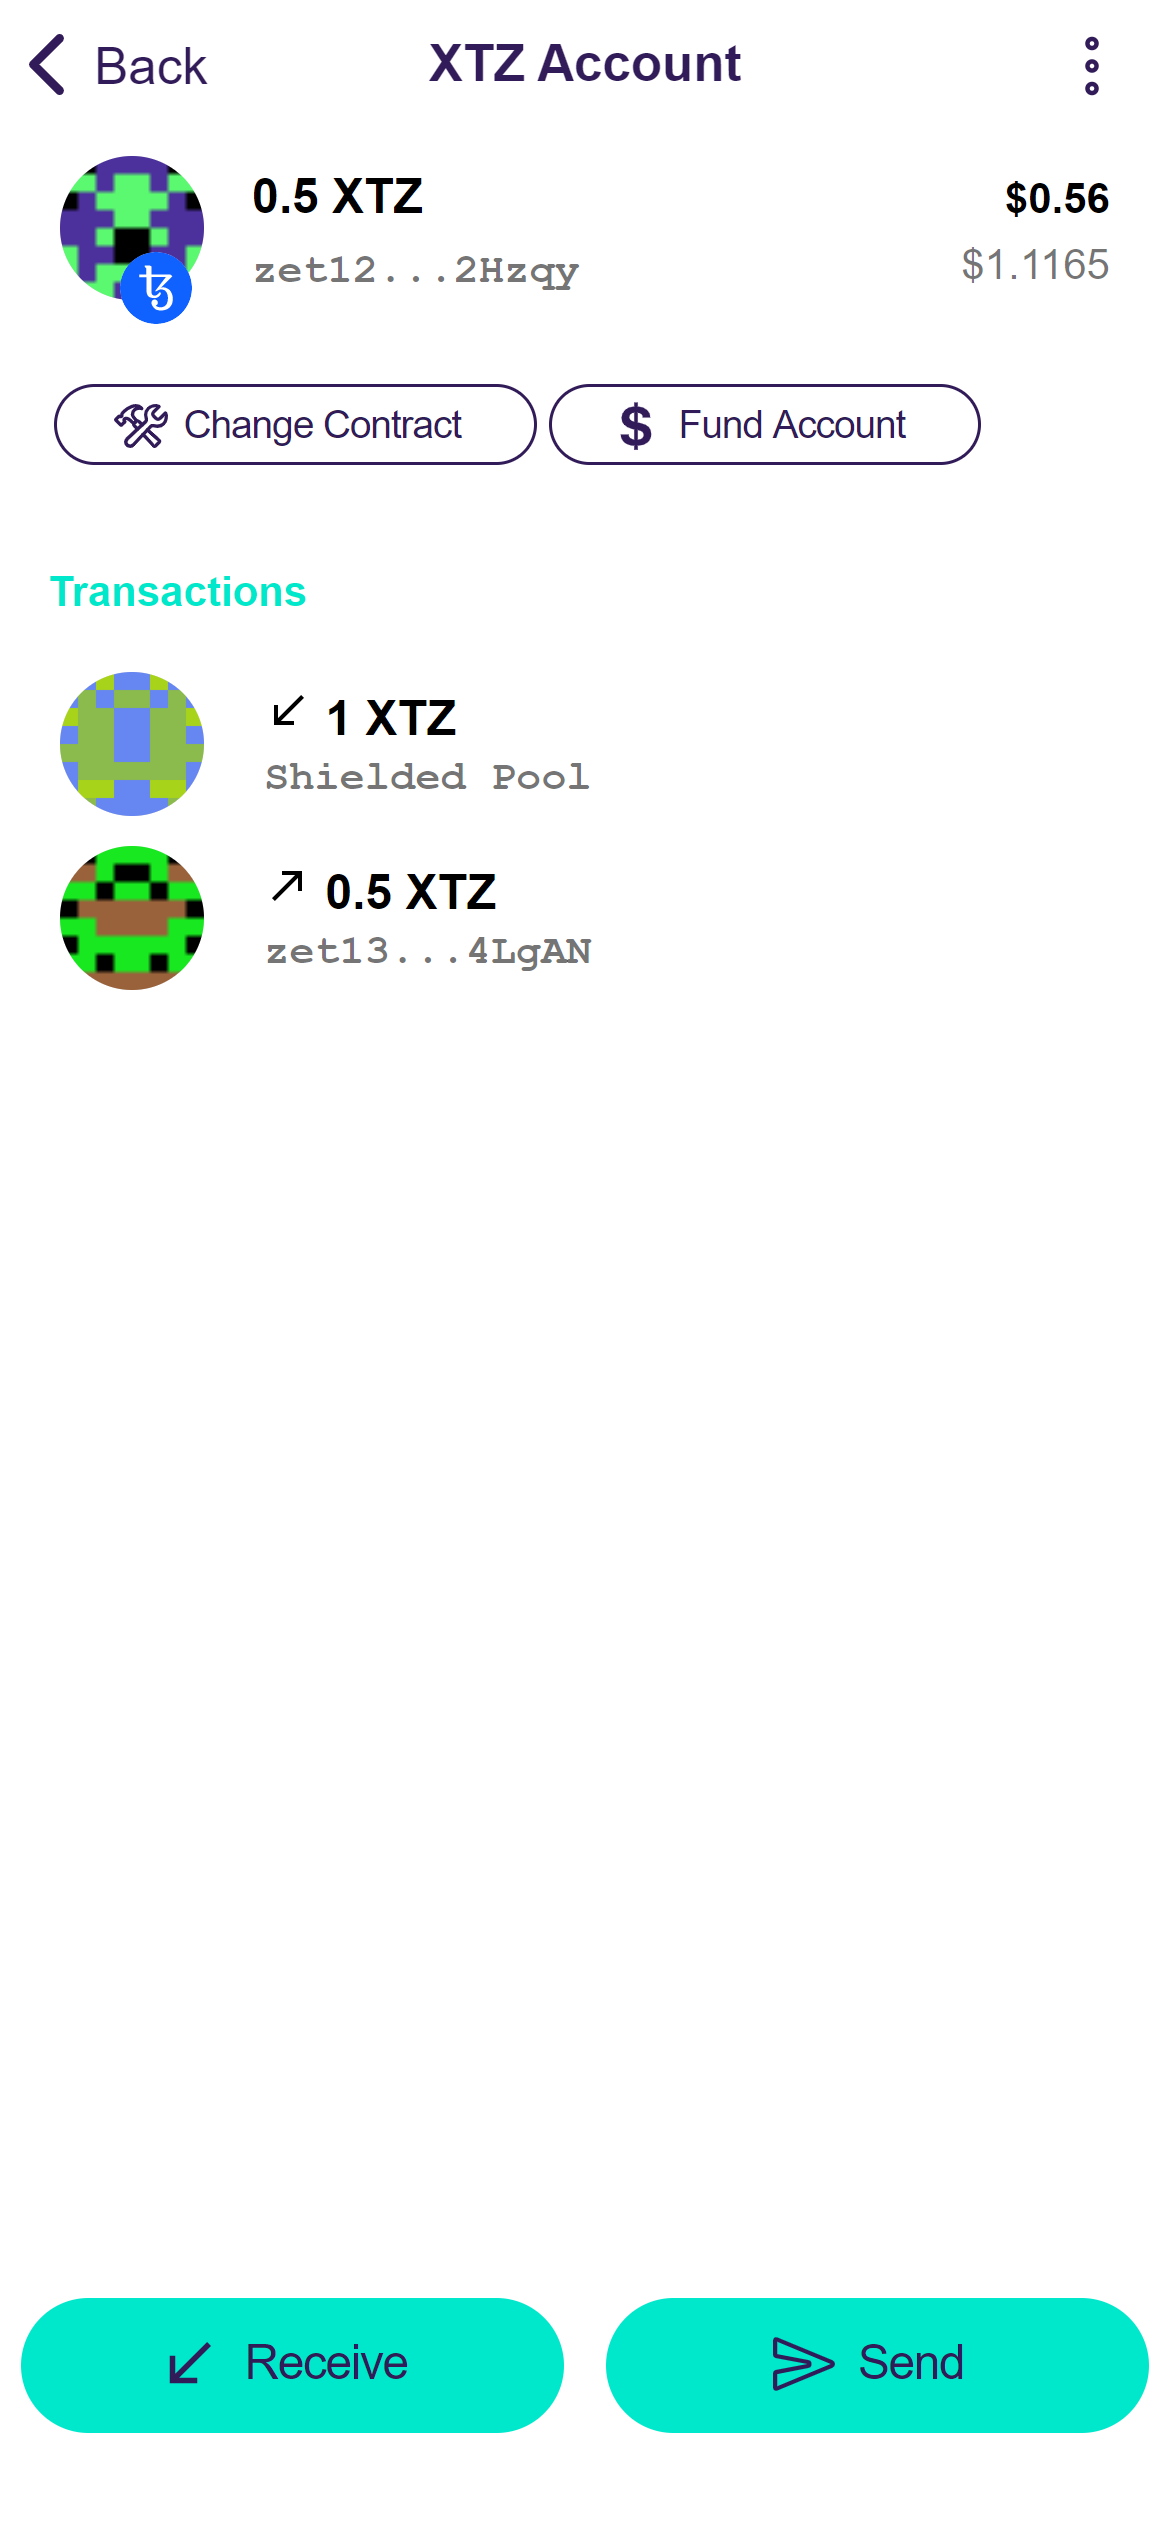 Back
XTZ Account
0.5 XTZ
$0.56
zet12...2Hzqy
$1.1165
Change Contract
$ Fund Account
Transactions
1 XTZ
Shielded Pool
0.5 XTZ
zet13...4LgAN
Receive
Send